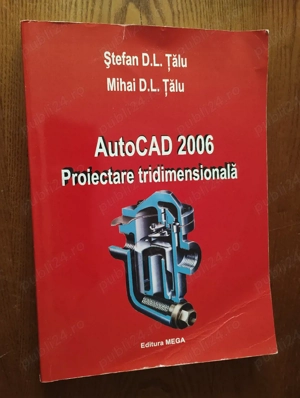 Ştefan D.L. Ţălu
Mihai D.L. Ţălu
AutoCAD 2006
Proiectare tridimensională
Editura MEGA